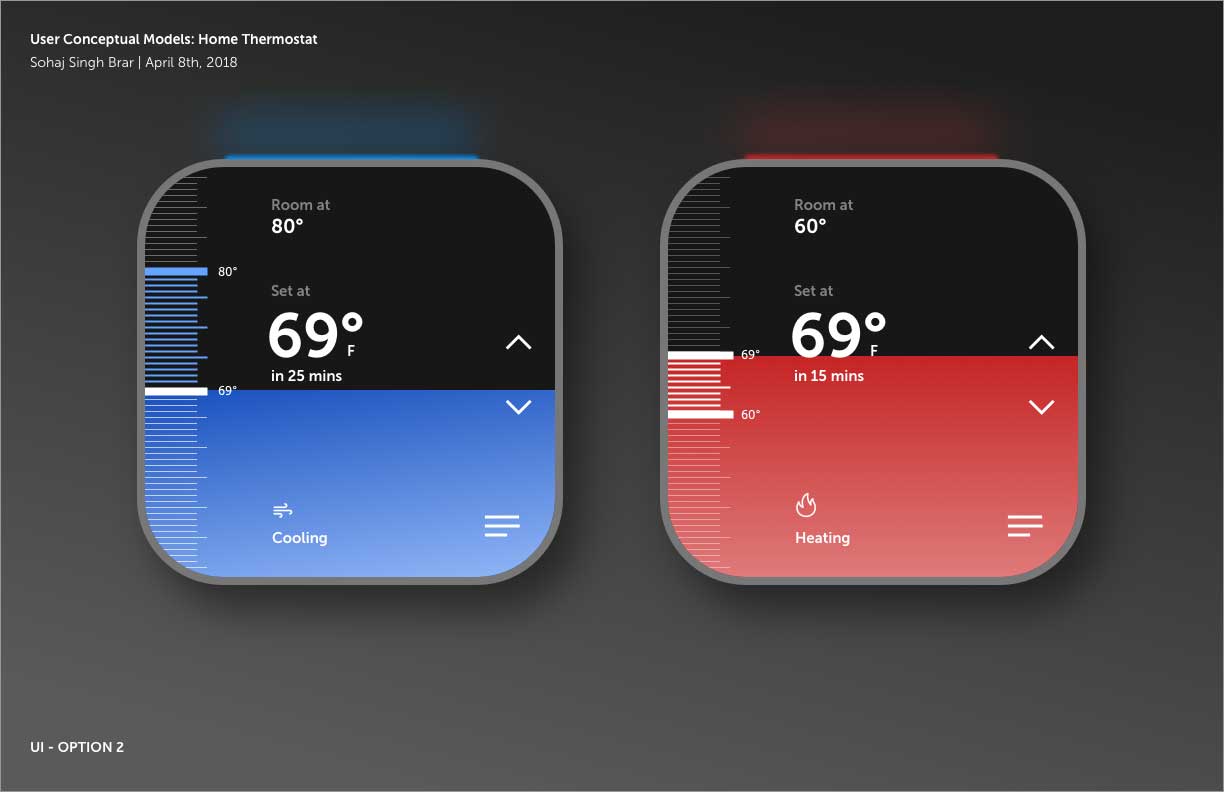 User Conceptual Models: Home Thermostat
Sohaj Singh Brar | April 8th, 2018
Room at
80°
80°
Set at
69°
F
in 25 mins
69°
Cooling
Room at
60°
Set at
69°
F
69°
in 15 mins
60°
Heating
UI - OPTION 2